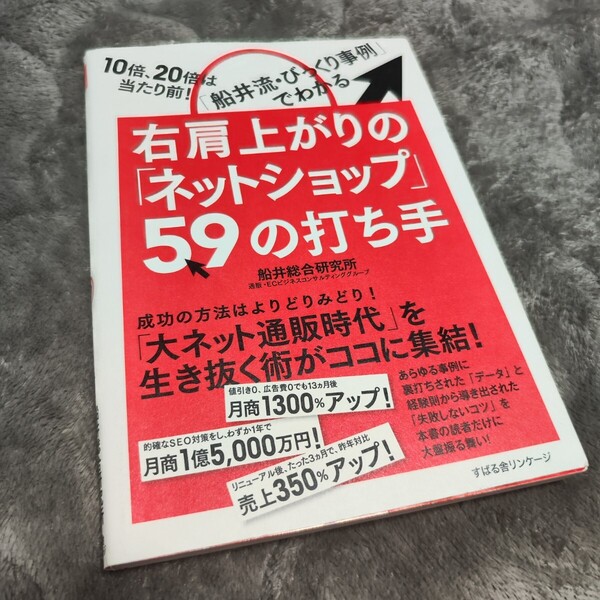 10倍、20倍は
当たり前！
「船井流・びっくり事例」
でわかる
右肩上がりの
「ネットショップ」
59の打ち手
船井総合研究所
通販・ECビジネスコンサルティンググループ
成功の方法はよりどりみどり！
「大ネット通販時代」を
生き抜く術がココに集結！
値引き0、広告費0でも13ヵ月後
月商1300%アップ！
的確なSEO対策をし、わずか1年で
月商1億5,000万円！
リニューアル後、たった3ヵ月で、昨年対比
売上350%アップ！
あらゆる事例に
裏打ちされた「データ」と
経験則から導き出された
「失敗しないコツ」を
本書の読者だけに
大盤振る舞い！
すばる舎リンケージ